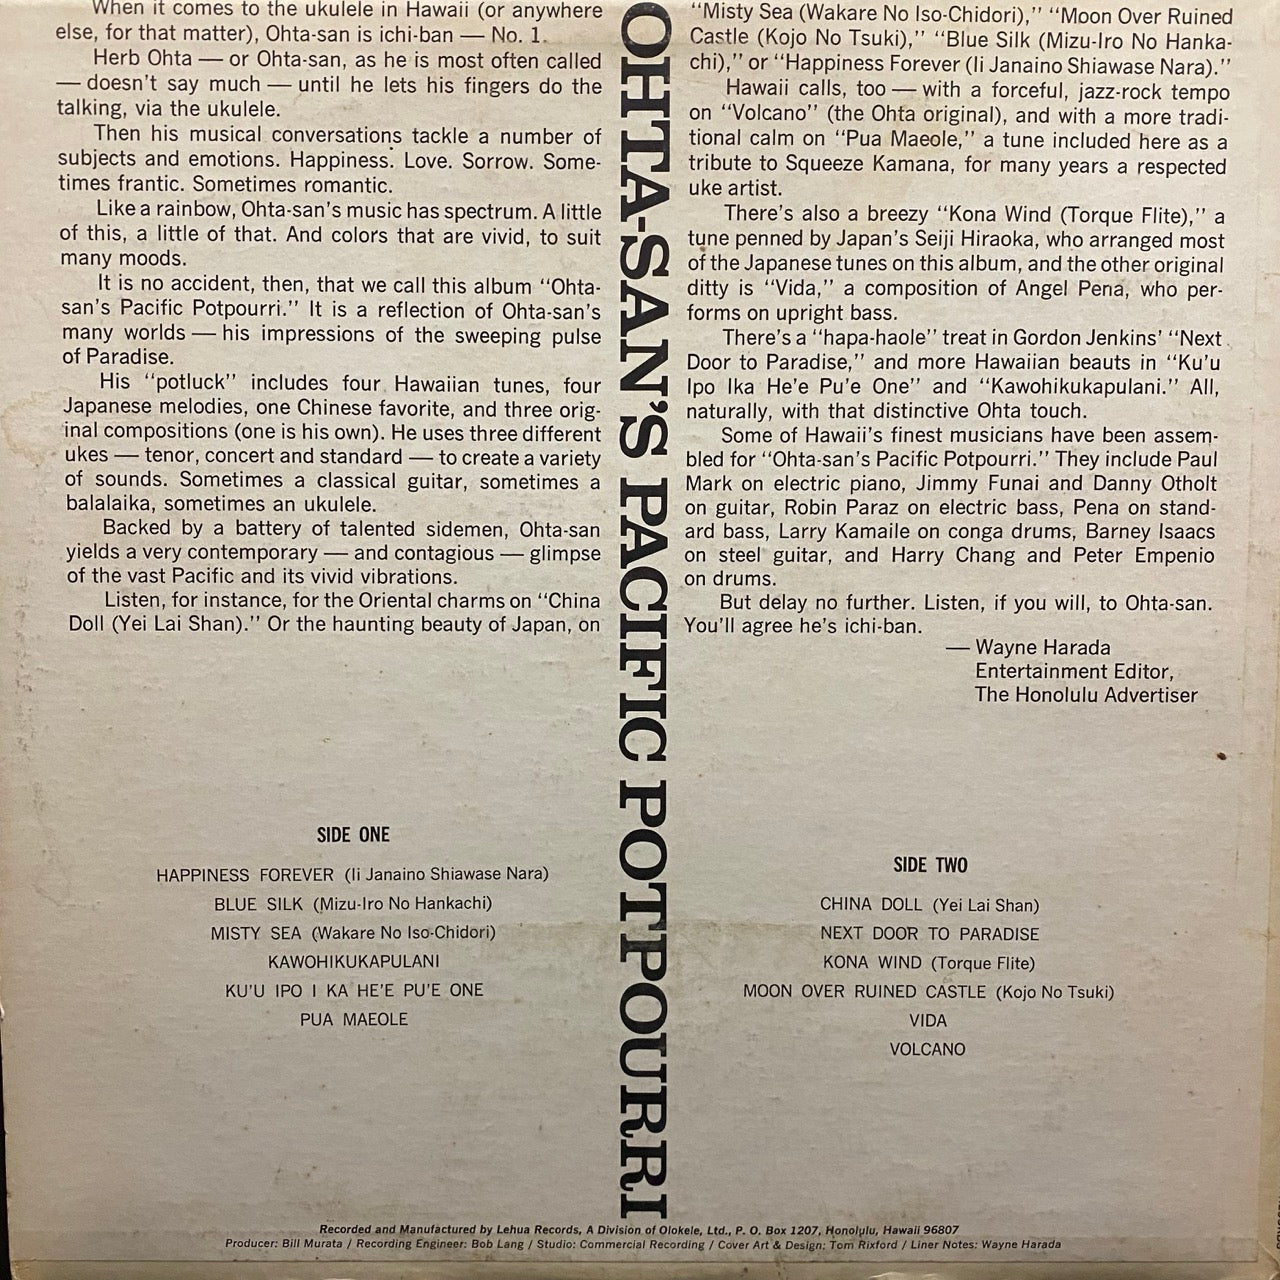 When it comes to the ukulele in Hawaii (or anywhere
else, for that matter), Ohta-san is ichi-ban — No. 1.
Herb Ohta — or Ohta-san, as he is most often called
— doesn't say much — until he lets his fingers do the
talking, via the ukulele.
Then his musical conversations tackle a number of
subjects and emotions. Happiness. Love. Sorrow. Some-
times frantic. Sometimes romantic.
Like a rainbow, Ohta-san's music has spectrum. A little
of this, a little of that. And colors that are vivid, to suit
many moods.
It is no accident, then, that we call this album “Ohta-
san's Pacific Potpourri.” It is a reflection of Ohta-san's
many worlds — his impressions of the sweeping pulse
of Paradise.
His “potluck” includes four Hawaiian tunes, four
Japanese melodies, one Chinese favorite, and three orig-
inal compositions (one is his own). He uses three different
ukes — tenor, concert and standard — to create a variety
of sounds. Sometimes a classical guitar, sometimes a
balalaika, sometimes an ukulele.
Backed by a battery of talented sidemen, Ohta-san
yields a very contemporary — and contagious — glimpse
of the vast Pacific and its vivid vibrations.
Listen, for instance, for the Oriental charms on “China
Doll (Yei Lai Shan).” Or the haunting beauty of Japan, on
OHTA-SAN'S PACIFIC POTPOURRI
“Misty Sea (Wakare No Iso-Chidori),” “Moon Over Ruined
Castle (Kojo No Tsuki),” “Blue Silk (Mizu-Iro No Hanka-
chi),” or “Happiness Forever (Ii Janaino Shiawase Nara).”
Hawaii calls, too — with a forceful, jazz-rock tempo
on “Volcano” (the Ohta original), and with a more tradi-
tional calm on “Pua Maeole,” a tune included here as a
tribute to Squeeze Kamana, for many years a respected
uke artist.
There's also a breezy “Kona Wind (Torque Flite),” a
tune penned by Japan's Seiji Hiraoka, who arranged most
of the Japanese tunes on this album, and the other original
ditty is “Vida,” a composition of Angel Pena, who per-
forms on upright bass.
There's a “hapa-haole” treat in Gordon Jenkins' “Next
Door to Paradise,” and more Hawaiian beauts in “Ku'u
Ipo Ika He'e Pu'e One” and “Kawohikukapulani.” All,
naturally, with that distinctive Ohta touch.
Some of Hawaii's finest musicians have been assem-
bled for “Ohta-san's Pacific Potpourri.” They include Paul
Mark on electric piano, Jimmy Funai and Danny Otholt
on guitar, Robin Paraz on electric bass, Pena on stand-
ard bass, Larry Kamaile on conga drums, Barney Isaacs
on steel guitar, and Harry Chang and Peter Empenio
on drums.
But delay no further. Listen, if you will, to Ohta-san.
You'll agree he's ichi-ban.
— Wayne Harada
Entertainment Editor,
The Honolulu Advertiser
SIDE ONE
HAPPINESS FOREVER (Ii Janaino Shiawase Nara)
BLUE SILK (Mizu-Iro No Hankachi)
MISTY SEA (Wakare No Iso-Chidori)
KAWOHIKUKAPULANI
KU'U IPO I KA HE'E PU'E ONE
PUA MAEOLE
SIDE TWO
CHINA DOLL (Yei Lai Shan)
NEXT DOOR TO PARADISE
KONA WIND (Torque Flite)
MOON OVER RUINED CASTLE (Kojo No Tsuki)
VIDA
VOLCANO
Recorded and Manufactured by Lehua Records, A Division of Olokele, Ltd., P. O. Box 1207, Honolulu, Hawaii 96807
Producer: Bill Murata / Recording Engineer: Bob Lang / Studio: Commercial Recording / Cover Art & Design: Tom Rixford / Liner Notes: Wayne Harada